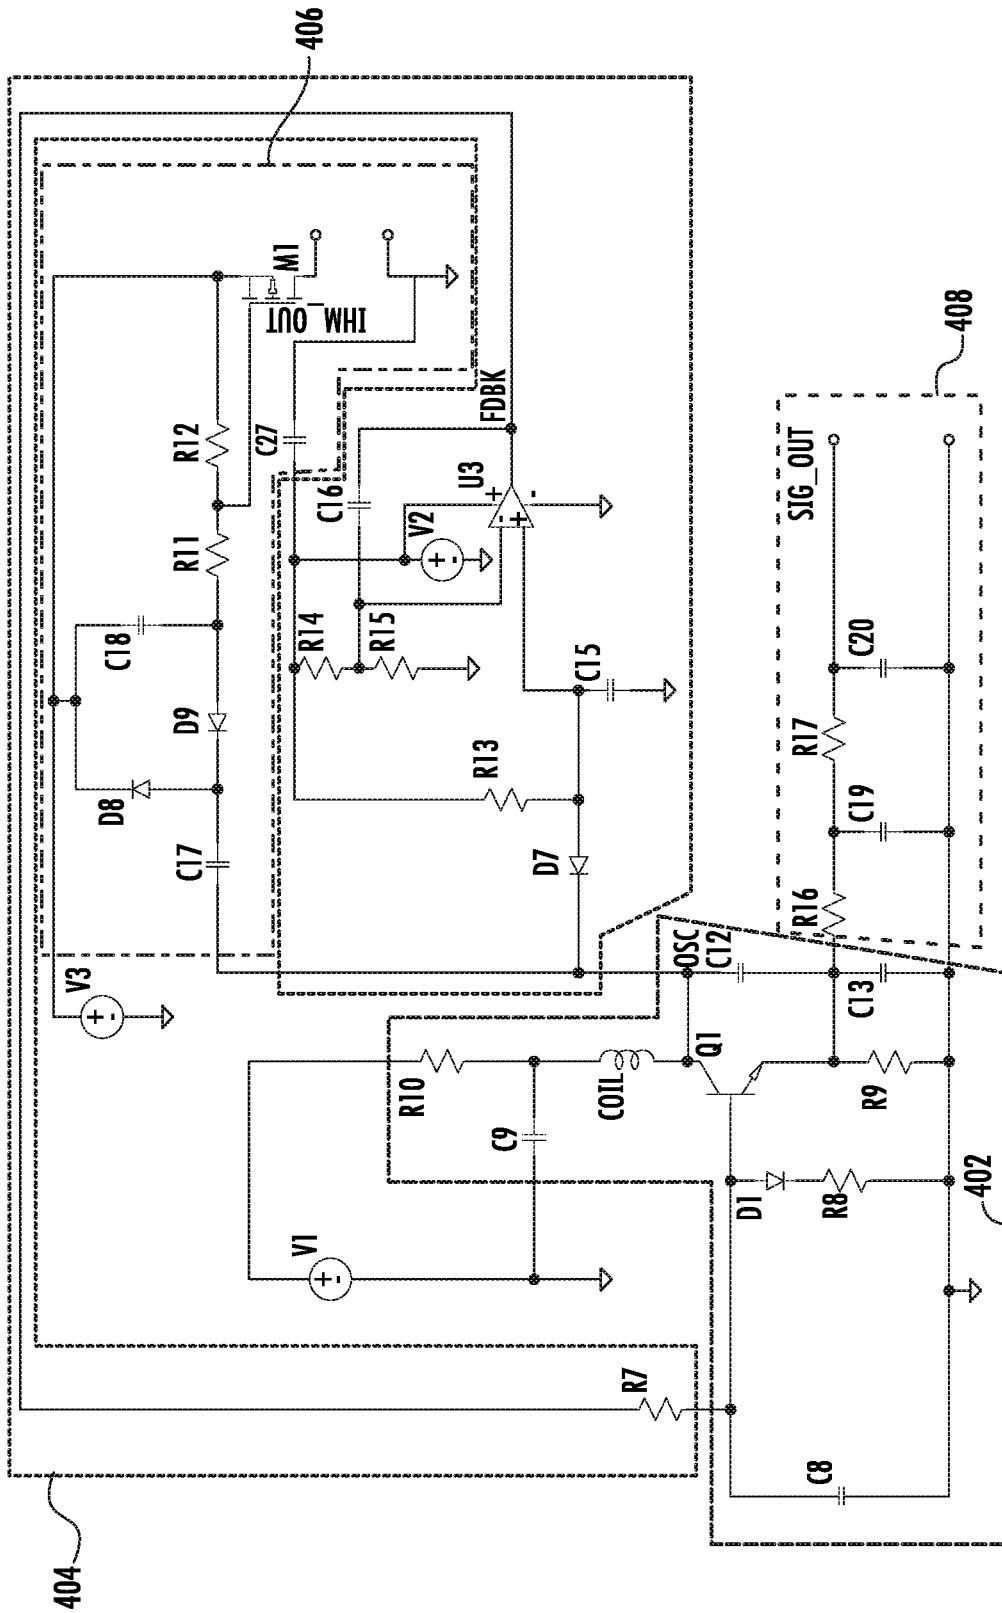 406
V3
C17
D8
D9
C18
R11
R12
M1
IHM_OUT
C27
R14
R15
C16
V2
U3
FDBK
R13
C15
D7
V1
R10
C9
COIL
OSC
C12
Q1
C13
R9
D1
R8
R7
C8
R16
C19
R17
C20
SIG_OUT
408
404
402
+
-
+
-
+
-
+
-
-
+